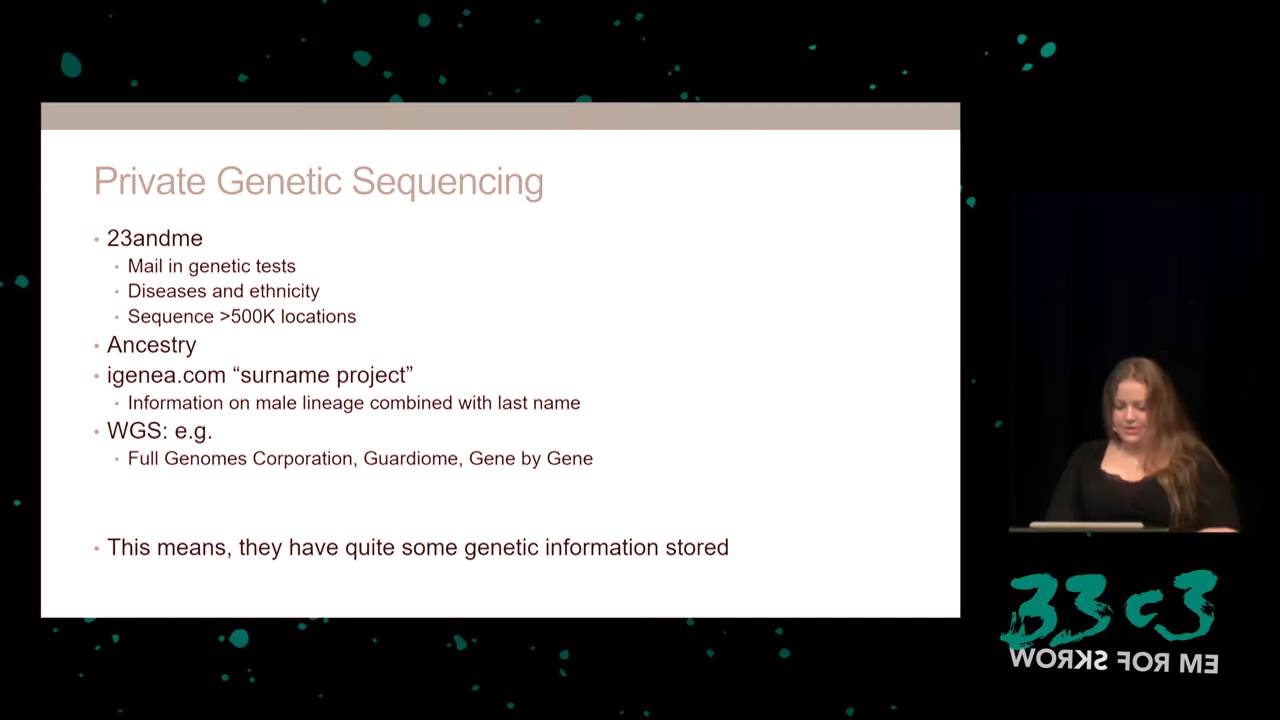 Private Genetic Sequencing
• 23andme
• Mail in genetic tests
• Diseases and ethnicity
• Sequence >500K locations
• Ancestry
• igenea.com “surname project”
• Information on male lineage combined with last name
• WGS: e.g.
• Full Genomes Corporation, Guardiome, Gene by Gene
• This means, they have quite some genetic information stored
33c3
WORKS FOR ME